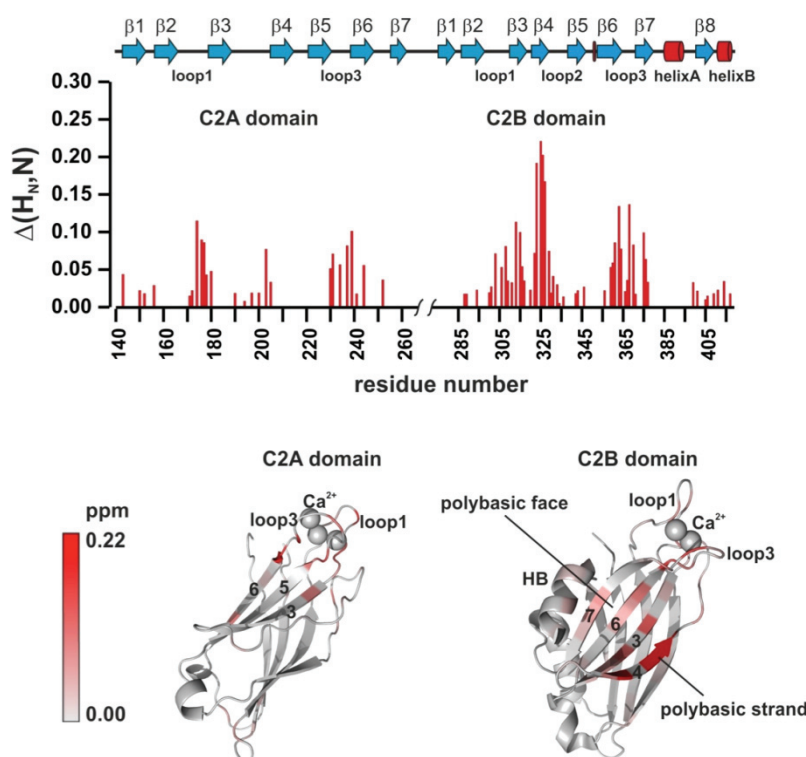 β1 β2 β3 β4 β5 β6 β7 β1 β2 β3 β4 β5 β6 β7 β8
loop1 loop3 loop1 loop2 loop3 helixA helixB
C2A domain C2B domain
Δ(H_N,N)
0.30
0.25
0.20
0.15
0.10
0.05
0.00
140 160 180 200 220 240 260 285 305 325 345 365 385 405
residue number
C2A domain C2B domain
ppm
0.22
0.00
Ca²⁺
loop3 loop1
6 5 3
polybasic face
loop1
Ca²⁺
loop3
HB
7 6 3 4
polybasic strand